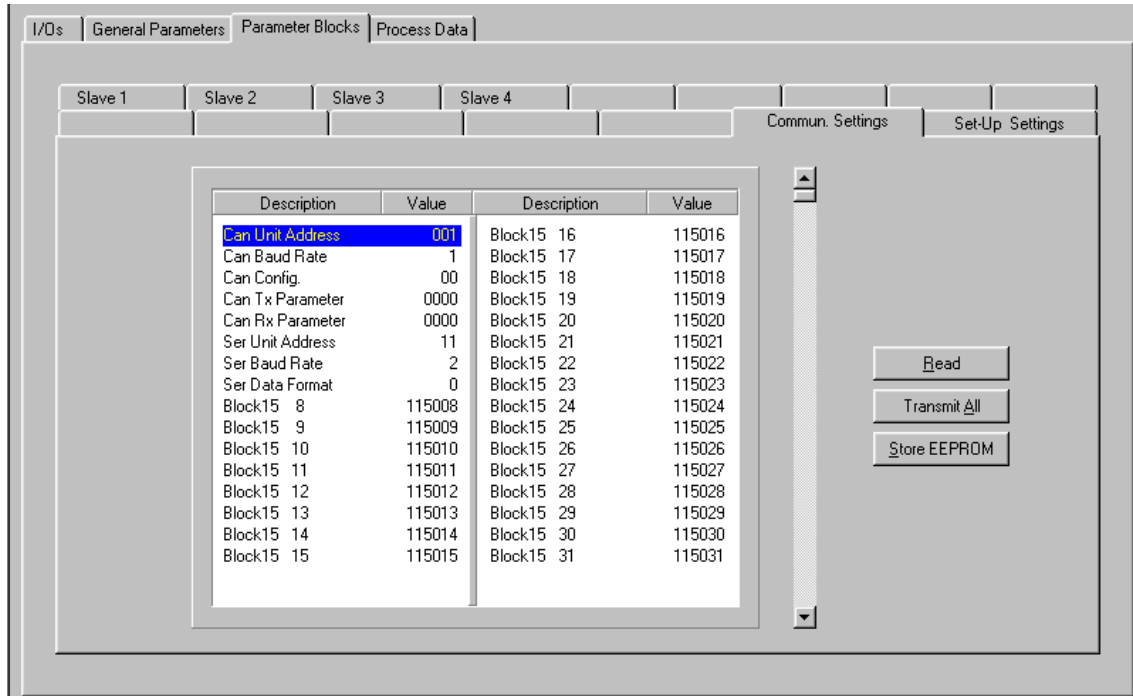 I/Os General Parameters Parameter Blocks Process Data
Slave 1 Slave 2 Slave 3 Slave 4
Commun. Settings Set-Up Settings
Description Value Description Value
Can Unit Address 001 Block15 16 115016
Can Baud Rate 1 Block15 17 115017
Can Config. 00 Block15 18 115018
Can Tx Parameter 0000 Block15 19 115019
Can Rx Parameter 0000 Block15 20 115020
Ser Unit Address 11 Block15 21 115021
Ser Baud Rate 2 Block15 22 115022
Ser Data Format 0 Block15 23 115023
Block15 8 115008 Block15 24 115024
Block15 9 115009 Block15 25 115025
Block15 10 115010 Block15 26 115026
Block15 11 115011 Block15 27 115027
Block15 12 115012 Block15 28 115028
Block15 13 115013 Block15 29 115029
Block15 14 115014 Block15 30 115030
Block15 15 115015 Block15 31 115031
Read
Transmit All
Store EEPROM